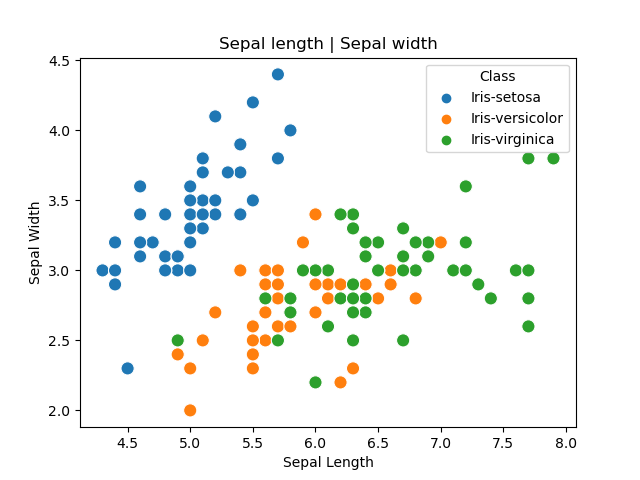 Sepal length | Sepal width
Class
Iris-setosa
Iris-versicolor
Iris-virginica
4.5
4.0
3.5
3.0
2.5
2.0
Sepal Width
4.5 5.0 5.5 6.0 6.5 7.0 7.5 8.0
Sepal Length